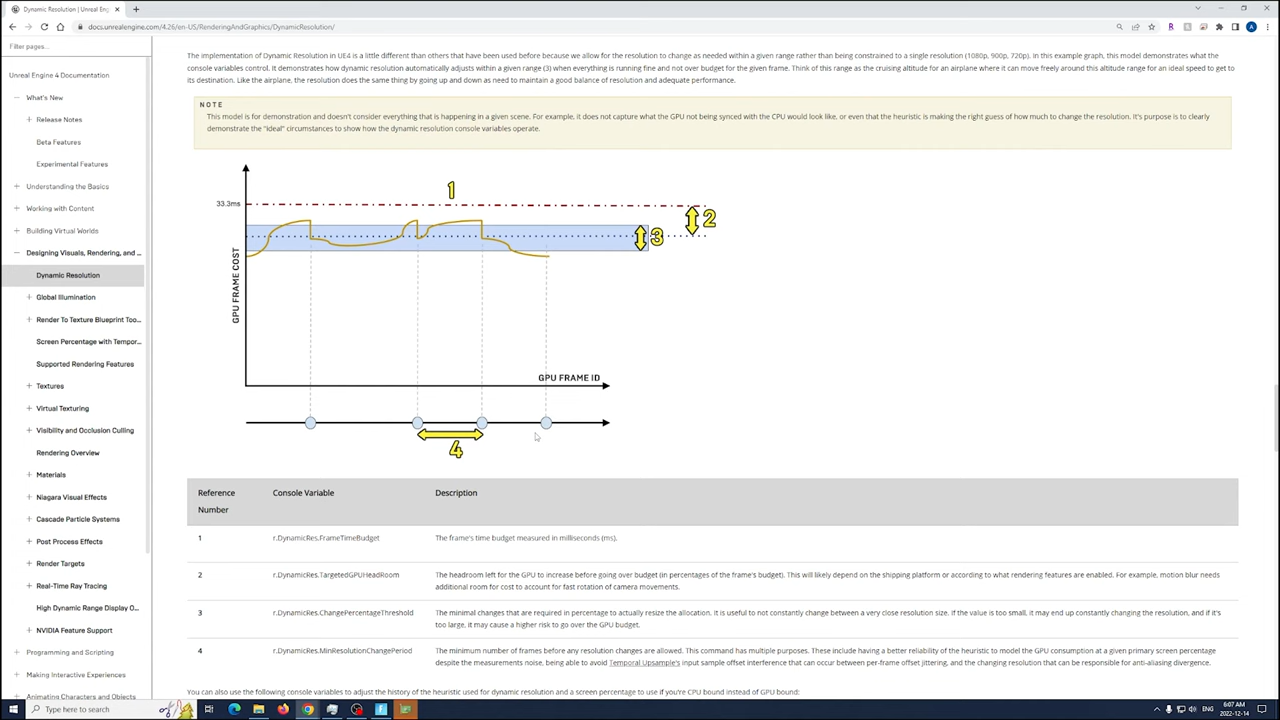 Dynamic Resolution | Unreal Eng
docs.unrealengine.com/4.26/en-US/RenderingAndGraphics/DynamicResolution/
Filter pages...
Unreal Engine 4 Documentation
What's New
Release Notes
Beta Features
Experimental Features
Understanding the Basics
Working with Content
Building Virtual Worlds
Designing Visuals, Rendering, and ...
Dynamic Resolution
Global Illumination
Render To Texture Blueprint Too...
Screen Percentage with Tempor...
Supported Rendering Features
Textures
Virtual Texturing
Visibility and Occlusion Culling
Rendering Overview
Materials
Niagara Visual Effects
Cascade Particle Systems
Post Process Effects
Render Targets
Real-Time Ray Tracing
High Dynamic Range Display O...
NVIDIA Feature Support
Programming and Scripting
Making Interactive Experiences
Animating Characters and Objects
The implementation of Dynamic Resolution in UE4 is a little different than others that have been used before because we allow for the resolution to change as needed within a given range rather than being constrained to a single resolution (1080p, 900p, 720p). In this example graph, this model demonstrates what the
console variables control. It demonstrates how dynamic resolution automatically adjusts within a given range (3) when everything is running fine and not over budget for the given frame. Think of this range as the cruising altitude for an airplane where it can move freely around this altitude range for an ideal speed to get to
its destination. Like the airplane, the resolution does the same thing by going up and down as need to maintain a good balance of resolution and adequate performance.
NOTE
This model is for demonstration and doesn't consider everything that is happening in a given scene. For example, it does not capture what the GPU not being synced with the CPU would look like, or even that the heuristic is making the right guess of how much to change the resolution. It's purpose is to clearly
demonstrate the "ideal" circumstances to show how the dynamic resolution console variables operate.
1
33.3ms
2
3
GPU FRAME COST
GPU FRAME ID
4
Reference Number Console Variable Description
1 r.DynamicRes.FrameTimeBudget The frame's time budget measured in milliseconds (ms).
2 r.DynamicRes.TargetedGPUHeadRoom The headroom left for the GPU to increase before going over budget (in percentages of the frame's budget). This will likely depend on the shipping platform or according to what rendering features are enabled. For example, motion blur needs
additional room for cost to account for fast rotation of camera movements.
3 r.DynamicRes.ChangePercentageThreshold The minimal changes that are required in percentage to actually resize the allocation. It is useful to not constantly change between a very close resolution size. If the value is too small, it may end up constantly changing the resolution, and if it's
too large, it may cause a higher risk to go over the GPU budget.
4 r.DynamicRes.MinResolutionChangePeriod The minimum number of frames before any resolution changes are allowed. This command has multiple purposes. These include having a better reliability of the heuristic to model the GPU consumption at a given primary screen percentage
despite the measurements noise, being able to avoid Temporal Upsample's input sample offset interference that can occur between per-frame offset jittering, and the changing resolution that can be responsible for anti-aliasing divergence.
You can also use the following console variables to adjust the history of the heuristic used for dynamic resolution and a screen percentage to use if you're CPU bound instead of GPU bound:
Type here to search
ENG
6:07 AM
2022-12-14